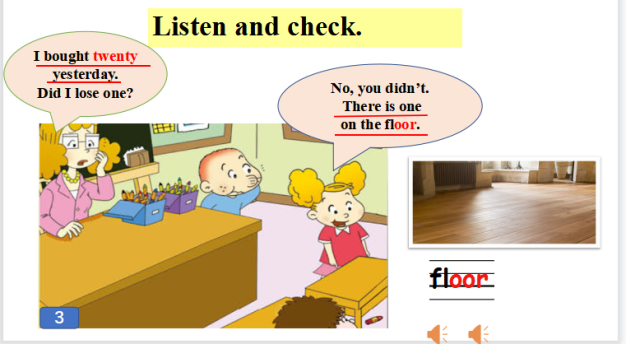 Listen and check.
I bought twenty
yesterday.
Did I lose one?
No, you didn't.
There is one
on the floor.
floor
3